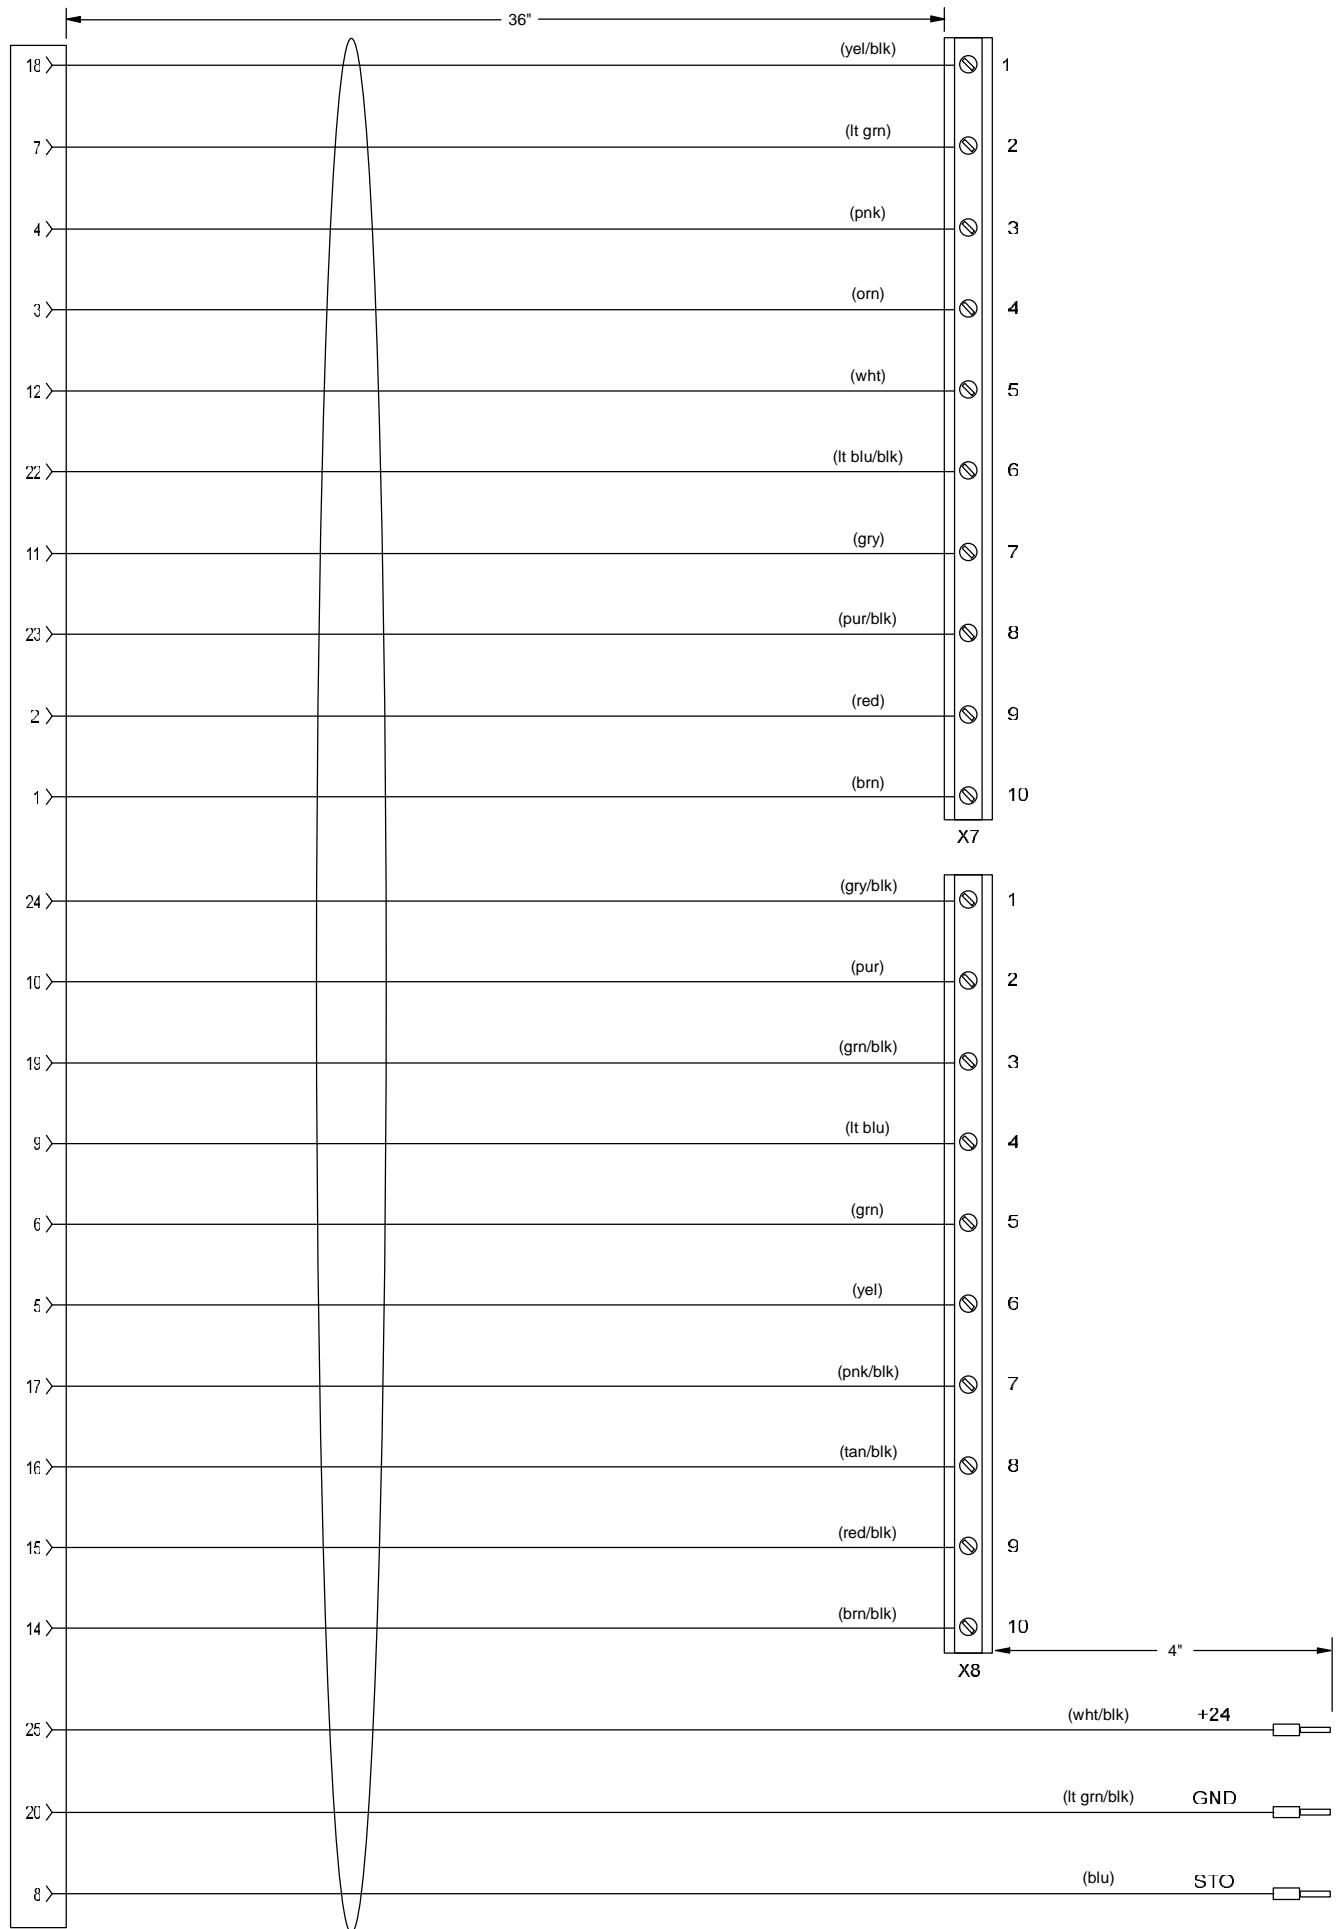 36"
18 (yel/blk) 1
7 (lt grn) 2
4 (pnk) 3
3 (orn) 4
12 (wht) 5
22 (lt blu/blk) 6
11 (gry) 7
23 (pur/blk) 8
2 (red) 9
1 (brn) 10
X7
24 (gry/blk) 1
10 (pur) 2
19 (grn/blk) 3
9 (lt blu) 4
6 (grn) 5
5 (yel) 6
17 (pnk/blk) 7
16 (tan/blk) 8
15 (red/blk) 9
14 (brn/blk) 10
4"
X8
25 (wht/blk) +24
20 (lt grn/blk) GND
8 (blu) STO